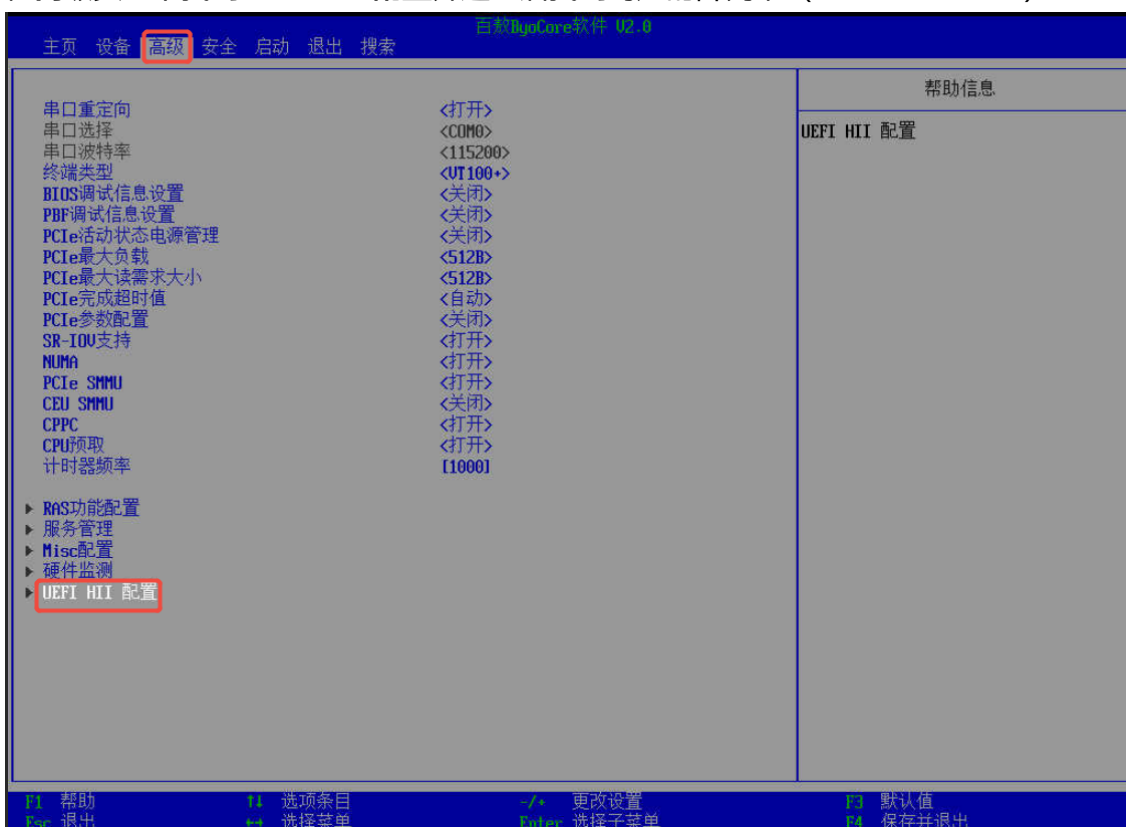 百敖ByoCore软件 V2.0
主页 设备 高级 安全 启动 退出 搜索
帮助信息
UEFI HII 配置
串口重定向 <打开>
串口选择 <COM0>
串口波特率 <115200>
终端类型 <VT100+>
BIOS调试信息设置 <关闭>
PBF调试信息设置 <关闭>
PCIe活动状态电源管理 <关闭>
PCIe最大负载 <512B>
PCIe最大读需求大小 <512B>
PCIe完成超时值 <自动>
PCIe参数配置 <关闭>
SR-IOV支持 <打开>
NUMA <打开>
PCIe SMMU <打开>
CEU SMMU <关闭>
CPPC <打开>
CPU预取 <打开>
计时器频率 [1000]
RAS功能配置
服务管理
Misc配置
硬件监测
UEFI HII 配置
F1 帮助 ↑↓ 选项条目 -/+ 更改设置 F3 默认值
Esc 退出 ←→ 选择菜单 Enter 选择子菜单 F4 保存并退出